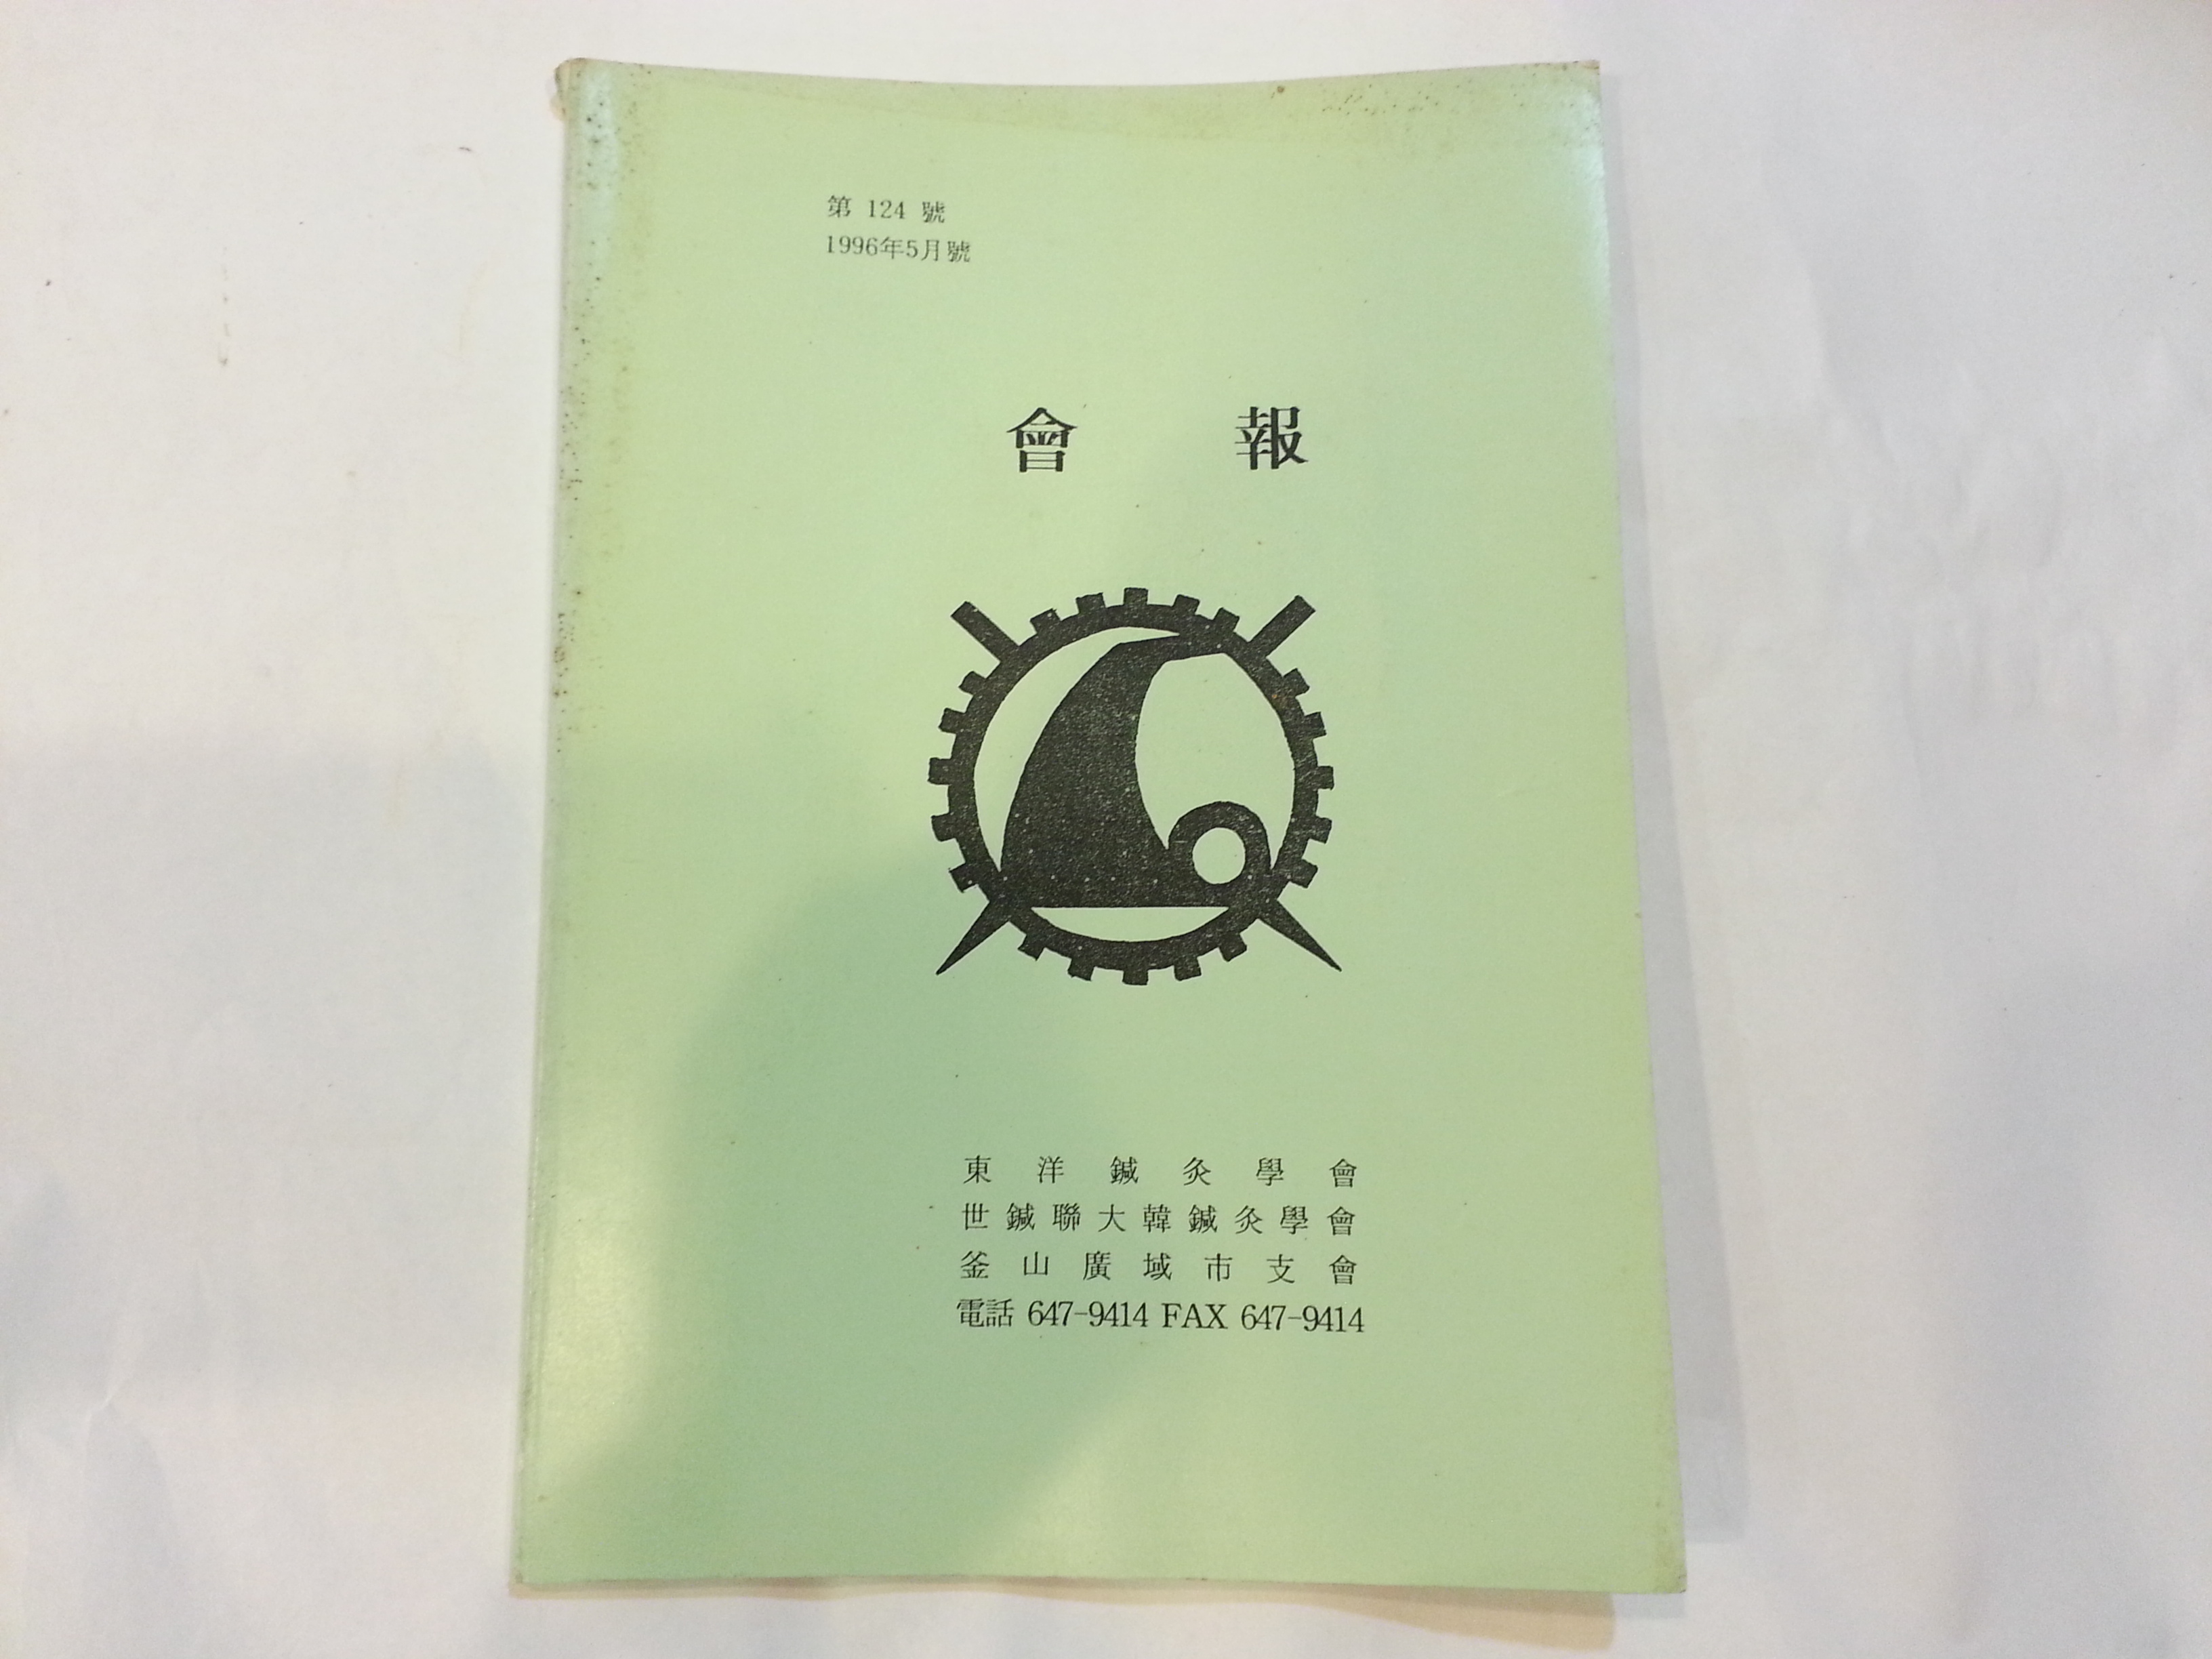 第 124 號
1996年5月號
會 報
東洋鍼灸學會
世鍼聯大韓鍼灸學會
釜山廣域市支會
電話 647-9414 FAX 647-9414